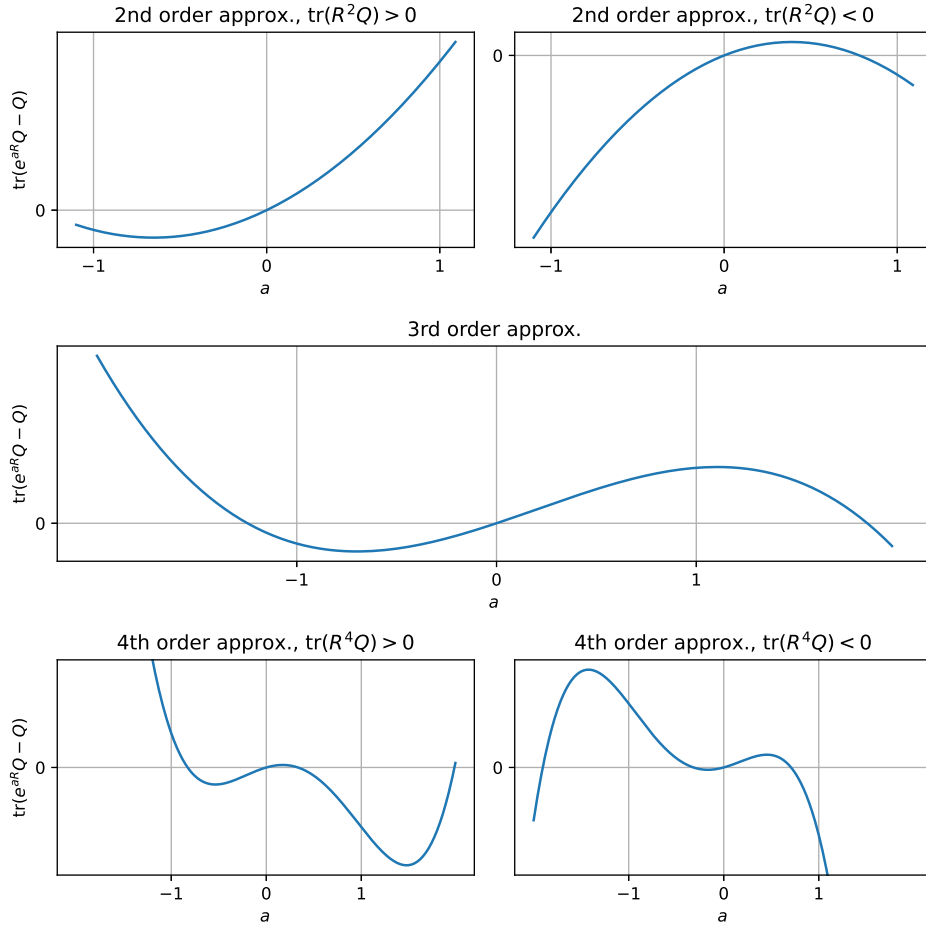 2nd order approx., tr(R²Q) > 0
2nd order approx., tr(R²Q) < 0
tr(e^{aR}Q − Q)
0
−1
0
1
a
0
−1
0
1
a
3rd order approx.
tr(e^{aR}Q − Q)
0
−1
0
1
a
4th order approx., tr(R⁴Q) > 0
4th order approx., tr(R⁴Q) < 0
tr(e^{aR}Q − Q)
0
−1
0
1
a
0
−1
0
1
a